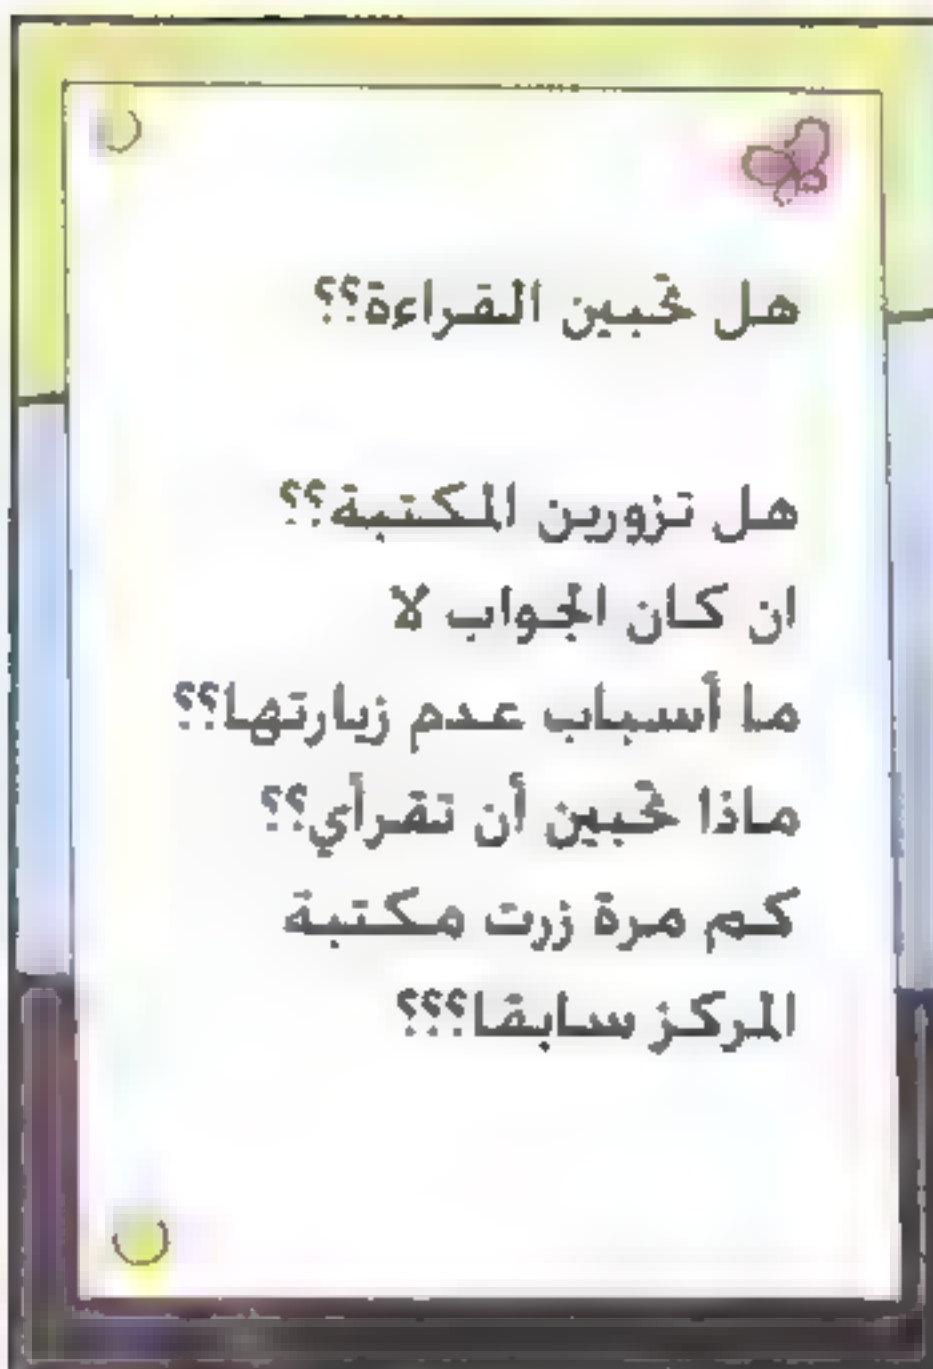 هل تحبين القراءة؟؟
هل تزورين المكتبة؟؟
ان كان الجواب لا
ما أسباب عدم زيارتها؟؟
ماذا تحبين أن تقرأي؟؟
كم مرة زرت مكتبة
المركز سابقا؟؟؟